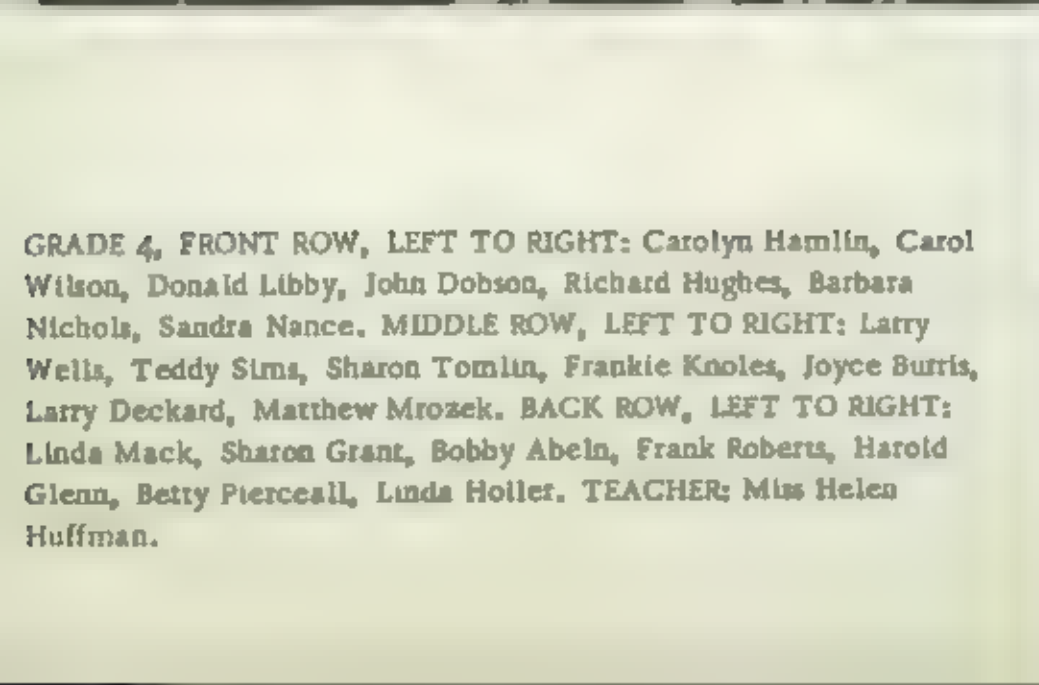 GRADE 4, FRONT ROW, LEFT TO RIGHT: Carolyn Hamlin, Carol
Wilson, Donald Libby, John Dobson, Richard Hughes, Barbara
Nichols, Sandra Nance. MIDDLE ROW, LEFT TO RIGHT: Larry
Wells, Teddy Sims, Sharon Tomlin, Frankie Knoles, Joyce Burris,
Larry Deckard, Matthew Mrozek. BACK ROW, LEFT TO RIGHT:
Linda Mack, Sharon Grant, Bobby Abeln, Frank Roberts, Harold
Glenn, Betty Pierceall, Linda Holler. TEACHER: Miss Helen
Huffman.